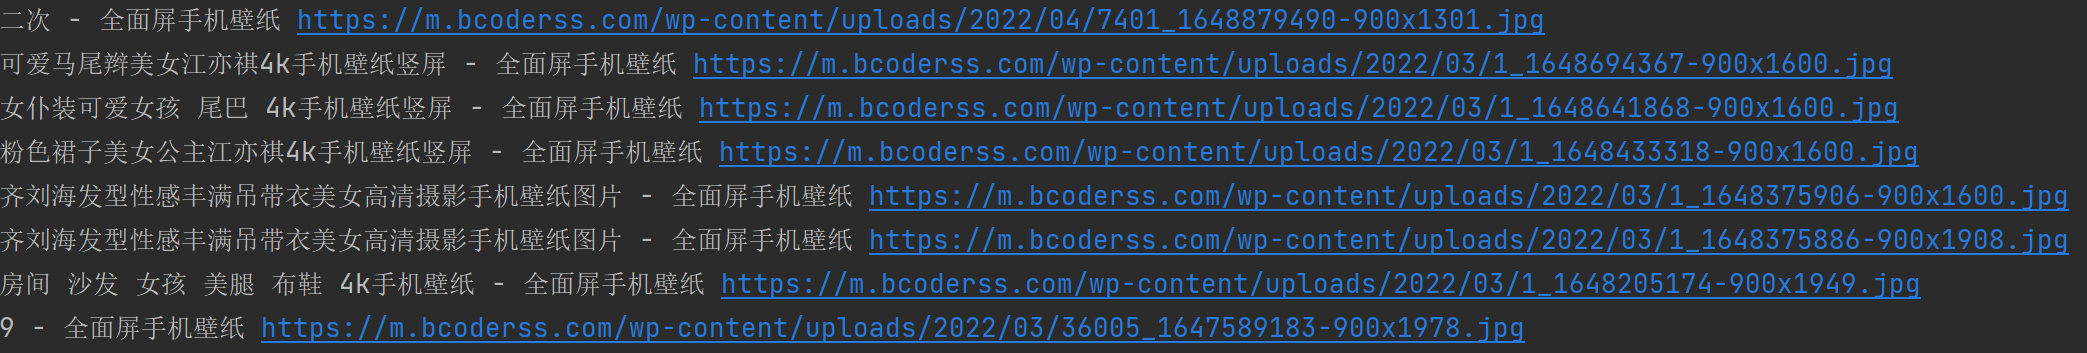 二次 - 全面屏手机壁纸 https://m.bcoderss.com/wp-content/uploads/2022/04/7401_1648879490-900x1301.jpg
可爱马尾辫美女江亦祺4k手机壁纸竖屏 - 全面屏手机壁纸 https://m.bcoderss.com/wp-content/uploads/2022/03/1_1648694367-900x1600.jpg
女仆装可爱女孩 尾巴 4k手机壁纸竖屏 - 全面屏手机壁纸 https://m.bcoderss.com/wp-content/uploads/2022/03/1_1648641868-900x1600.jpg
粉色裙子美女公主江亦祺4k手机壁纸竖屏 - 全面屏手机壁纸 https://m.bcoderss.com/wp-content/uploads/2022/03/1_1648433318-900x1600.jpg
齐刘海发型性感丰满吊带衣美女高清摄影手机壁纸图片 - 全面屏手机壁纸 https://m.bcoderss.com/wp-content/uploads/2022/03/1_1648375906-900x1600.jpg
齐刘海发型性感丰满吊带衣美女高清摄影手机壁纸图片 - 全面屏手机壁纸 https://m.bcoderss.com/wp-content/uploads/2022/03/1_1648375886-900x1908.jpg
房间 沙发 女孩 美腿 布鞋 4k手机壁纸 - 全面屏手机壁纸 https://m.bcoderss.com/wp-content/uploads/2022/03/1_1648205174-900x1949.jpg
9 - 全面屏手机壁纸 https://m.bcoderss.com/wp-content/uploads/2022/03/36005_1647589183-900x1978.jpg